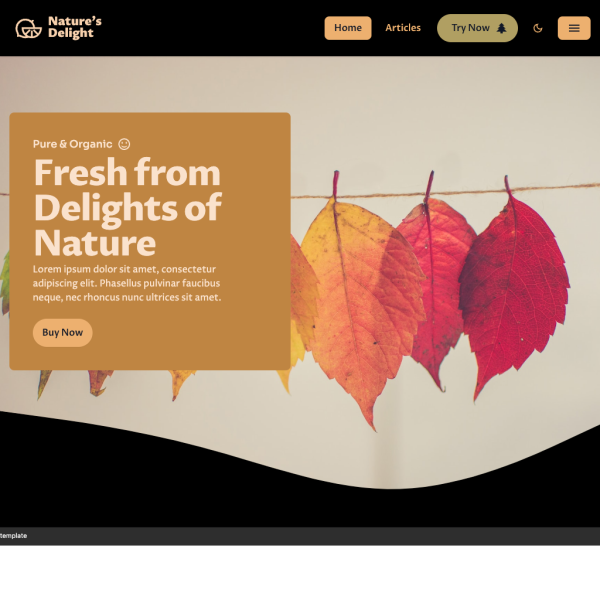 Nature's
Delight
Home
Articles
Try Now
Pure & Organic
Fresh from
Delights of
Nature
Lorem ipsum dolor sit amet, consectetur
adipiscing elit. Phasellus pulvinar faucibus
neque, nec rhoncus nunc ultrices sit amet.
Buy Now
template